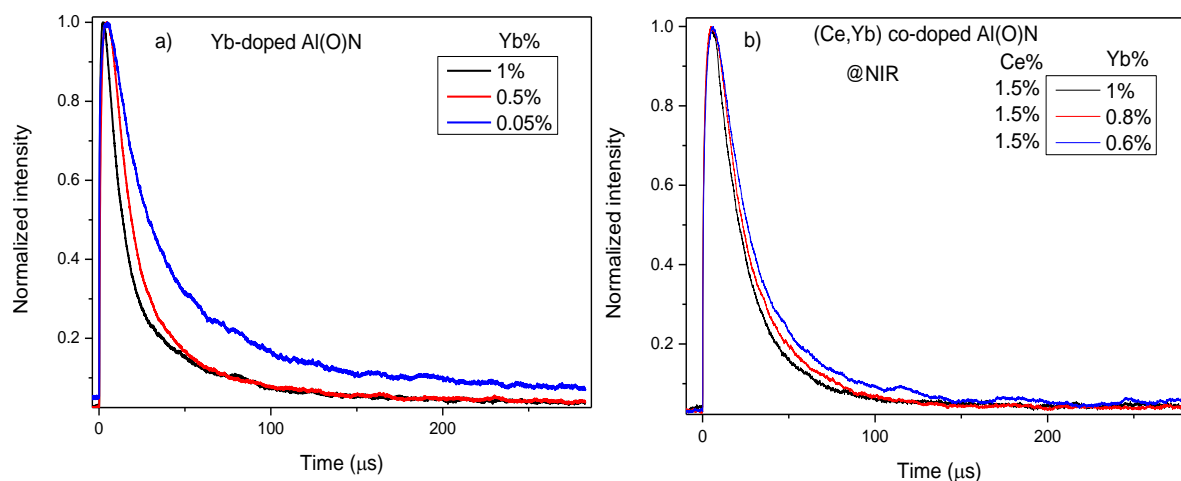 a)
Yb-doped Al(O)N
Yb%
1%
0.5%
0.05%
1.0
0.8
0.6
0.4
0.2
0
100
200
Normalized intensity
Time (μs)
b)
(Ce,Yb) co-doped Al(O)N
@NIR
Ce% Yb%
1.5% 1%
1.5% 0.8%
1.5% 0.6%
1.0
0.8
0.6
0.4
0.2
0
100
200
Normalized intensity
Time (μs)